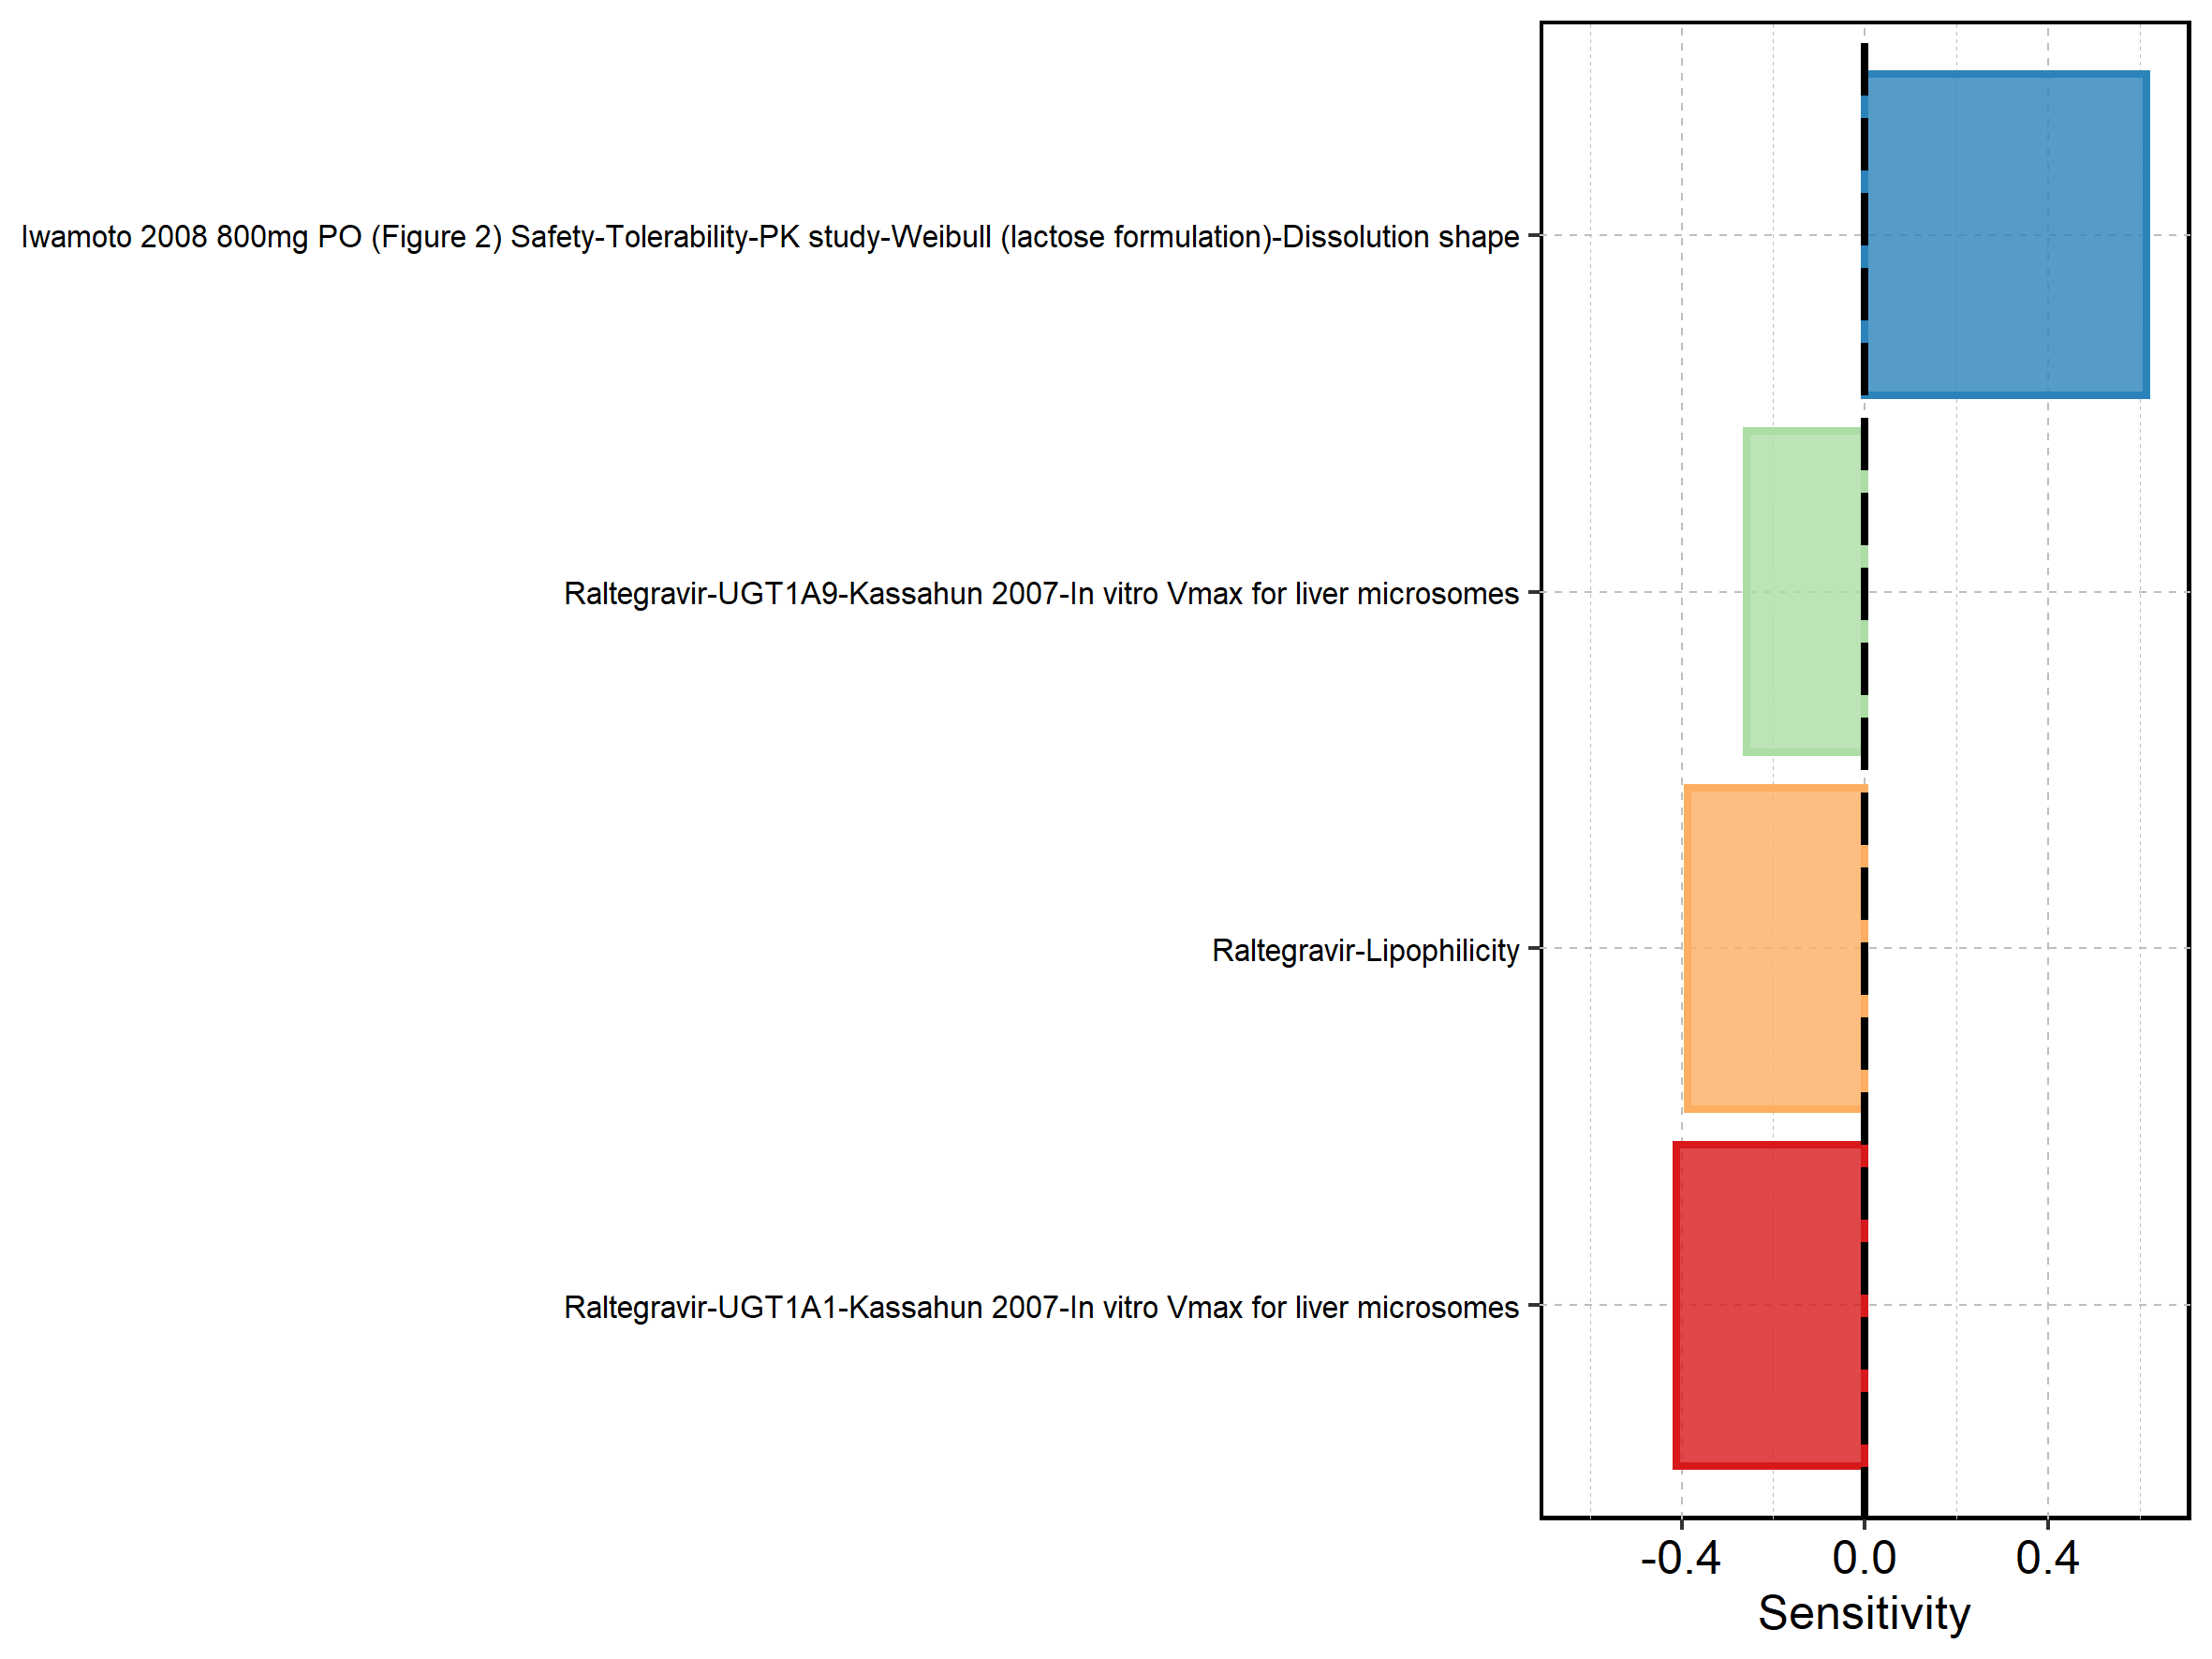 Iwamoto 2008 800mg PO (Figure 2) Safety-Tolerability-PK study-Weibull (lactose formulation)-Dissolution shape
Raltegravir-UGT1A9-Kassahun 2007-In vitro Vmax for liver microsomes
Raltegravir-Lipophilicity
Raltegravir-UGT1A1-Kassahun 2007-In vitro Vmax for liver microsomes
-0.4 0.0 0.4
Sensitivity